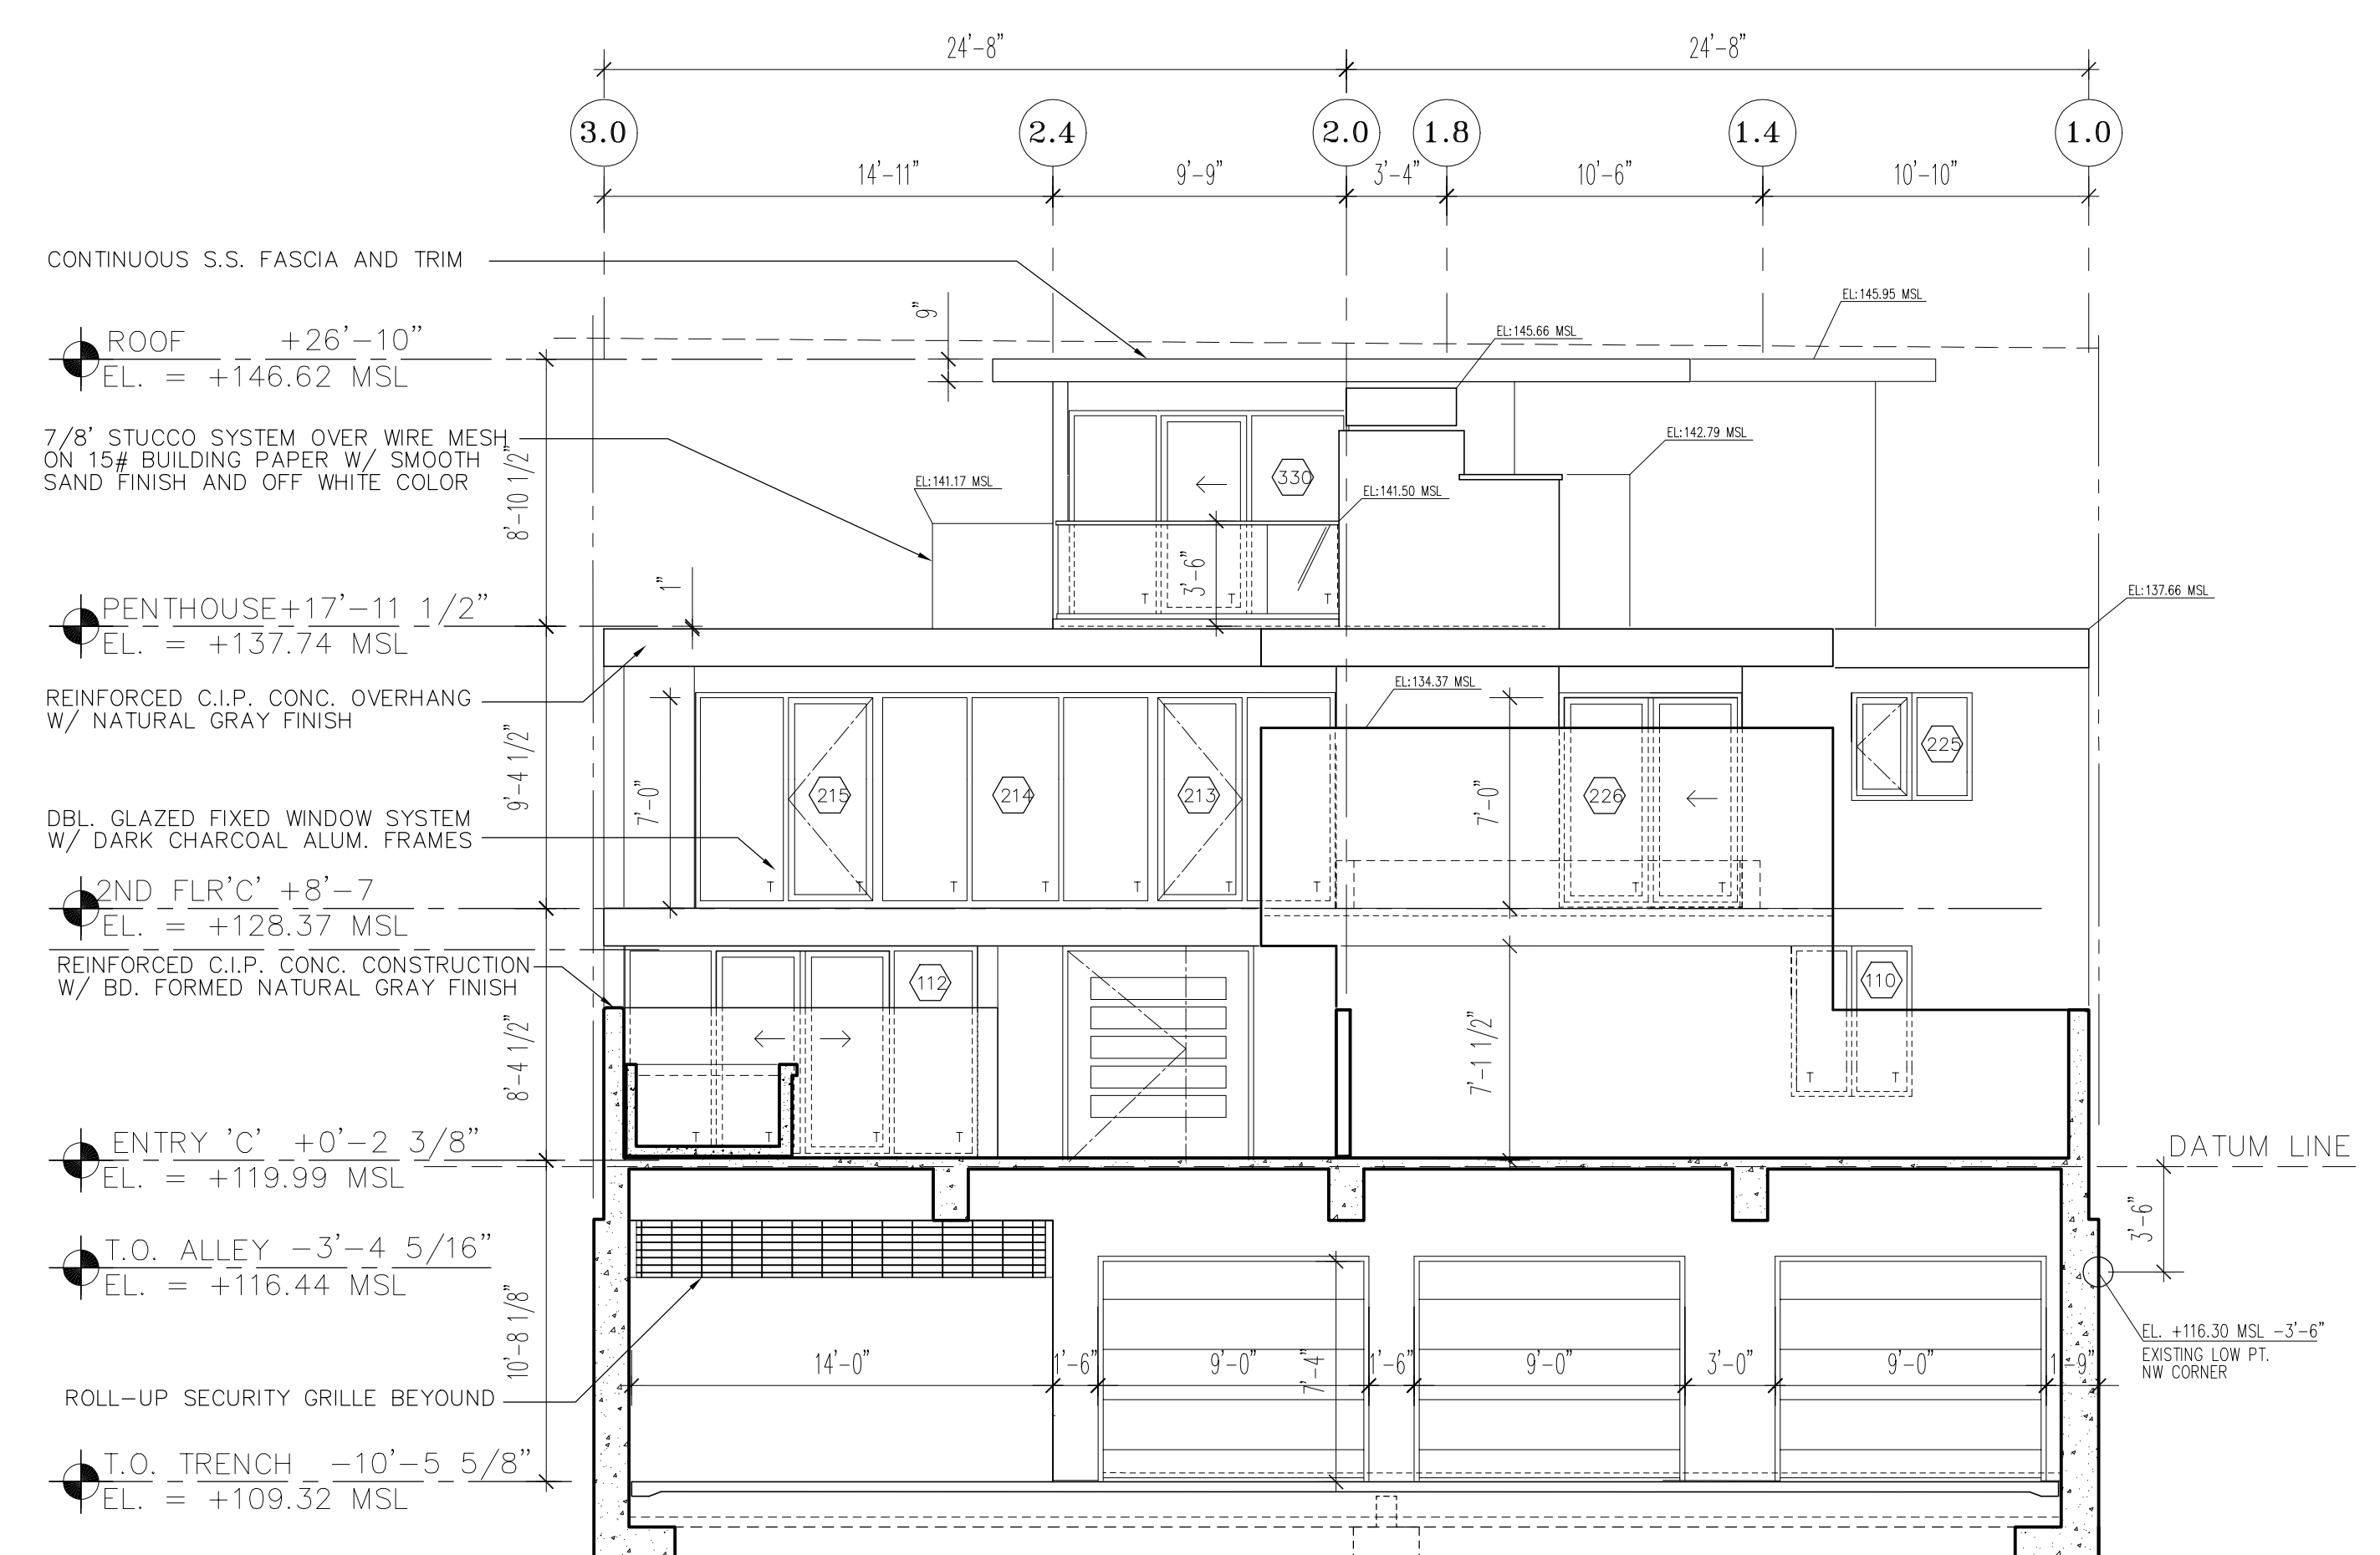 24'-8"
24'-8"
3.0
2.4
2.0
1.8
1.4
1.0
14'-11"
9'-9"
3'-4"
10'-6"
10'-10"
CONTINUOUS S.S. FASCIA AND TRIM
9"
EL:145.95 MSL
EL:145.66 MSL
ROOF +26'-10"
EL. = +146.62 MSL
7/8' STUCCO SYSTEM OVER WIRE MESH
ON 15# BUILDING PAPER W/ SMOOTH
SAND FINISH AND OFF WHITE COLOR
8'-10 1/2"
EL:142.79 MSL
EL:141.17 MSL
330
EL:141.50 MSL
3'-6"
T
T
T
1"
PENTHOUSE+17'-11 1/2"
EL. = +137.74 MSL
EL:137.66 MSL
REINFORCED C.I.P. CONC. OVERHANG
W/ NATURAL GRAY FINISH
EL:134.37 MSL
9'-4 1/2"
7'-0"
215
214
213
7'-0"
226
225
DBL. GLAZED FIXED WINDOW SYSTEM
W/ DARK CHARCOAL ALUM. FRAMES
T
T
T
T
T
T
T
T
T
2ND FLR'C' +8'-7
EL. = +128.37 MSL
REINFORCED C.I.P. CONC. CONSTRUCTION
W/ BD. FORMED NATURAL GRAY FINISH
112
110
8'-4 1/2"
7'-1 1/2"
T
T
T
T
T
T
ENTRY 'C' +0'-2 3/8"
EL. = +119.99 MSL
DATUM LINE
3'-6"
T.O. ALLEY -3'-4 5/16"
EL. = +116.44 MSL
10'-8 1/8"
EL. +116.30 MSL -3'-6"
EXISTING LOW PT.
NW CORNER
14'-0"
1'-6"
9'-0"
7'-4"
1'-6"
9'-0"
3'-0"
9'-0"
1'-9"
ROLL-UP SECURITY GRILLE BEYOUND
T.O. TRENCH -10'-5 5/8"
EL. = +109.32 MSL